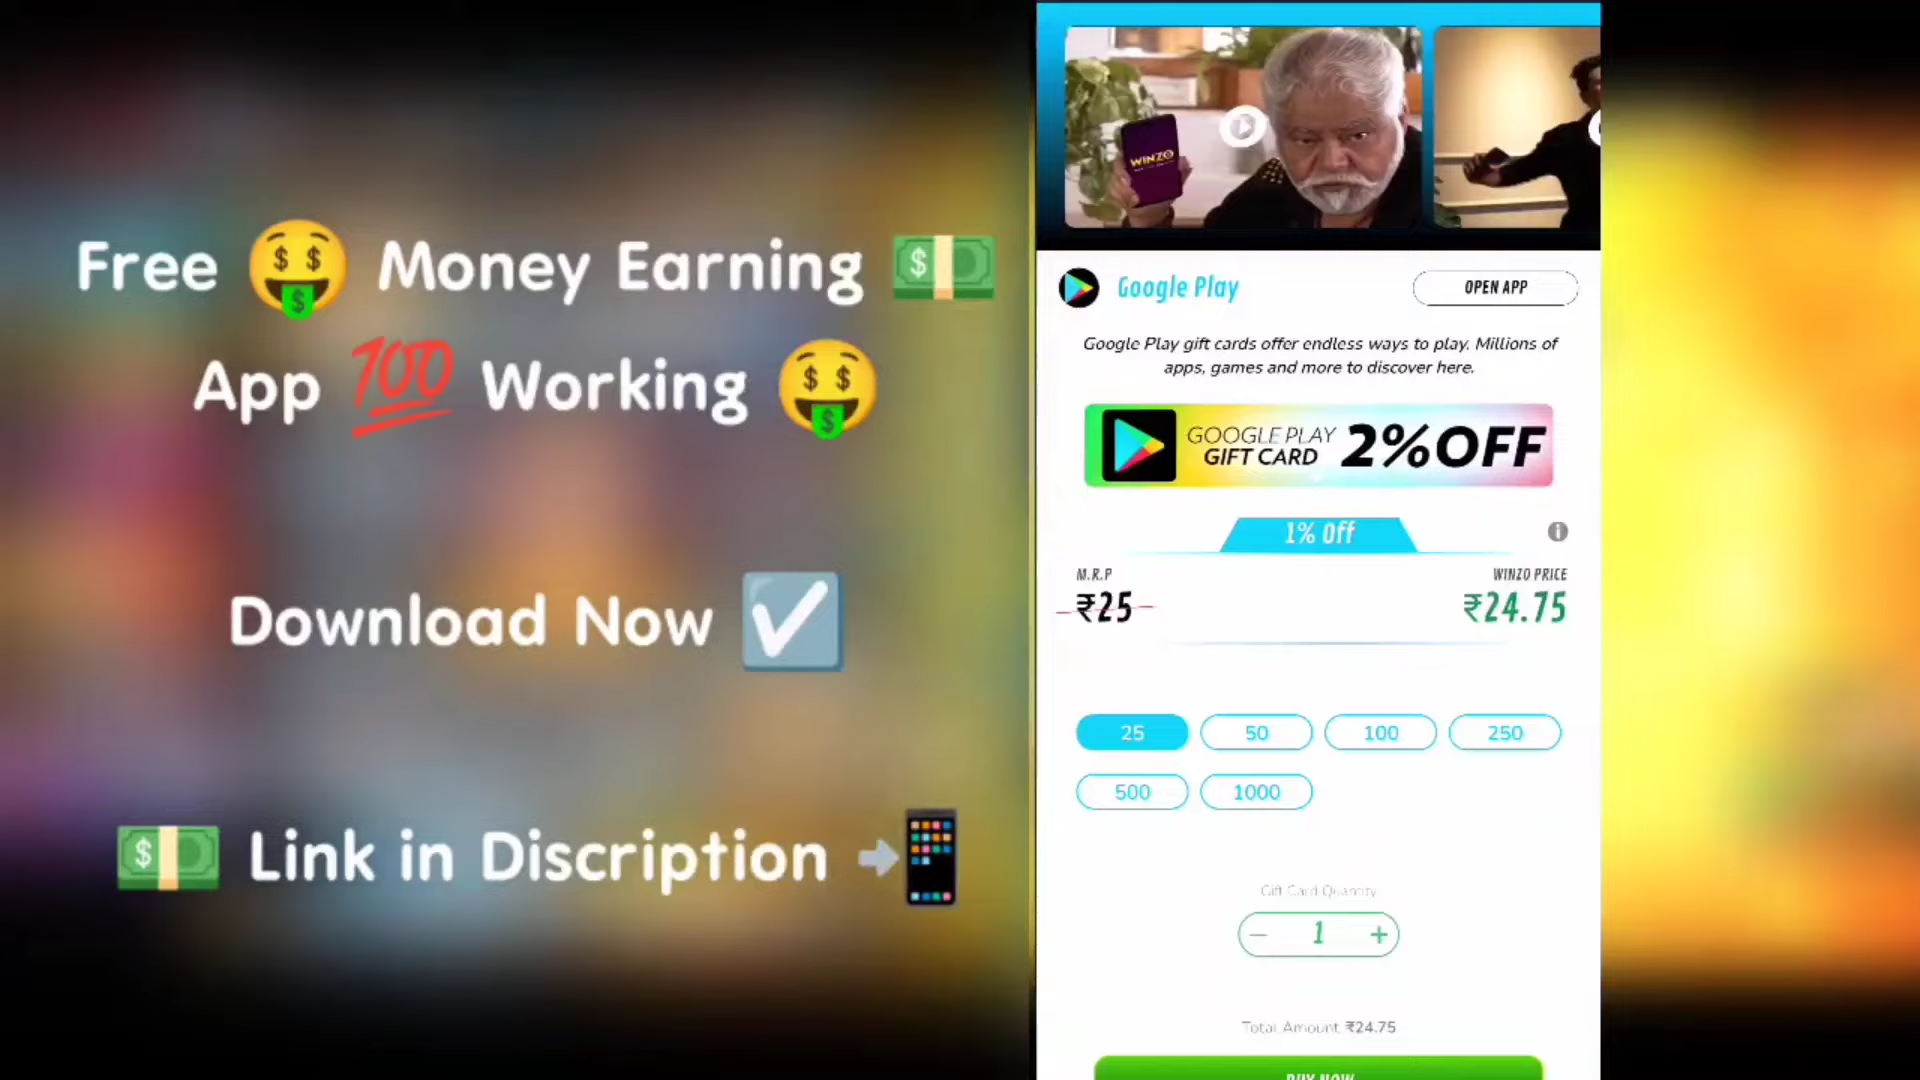 Free 🤑 Money Earning 💵
App 💯 Working 🤑
Download Now ☑️
💵 Link in Discription 📲
WINZO
Google Play
OPEN APP
Google Play gift cards offer endless ways to play. Millions of
apps, games and more to discover here.
GOOGLE PLAY
GIFT CARD
2%OFF
1% Off
M.R.P
₹25
WINZO PRICE
₹24.75
25
50
100
250
500
1000
Gift Card Quantity
− 1 +
Total Amount ₹24.75
BUY NOW